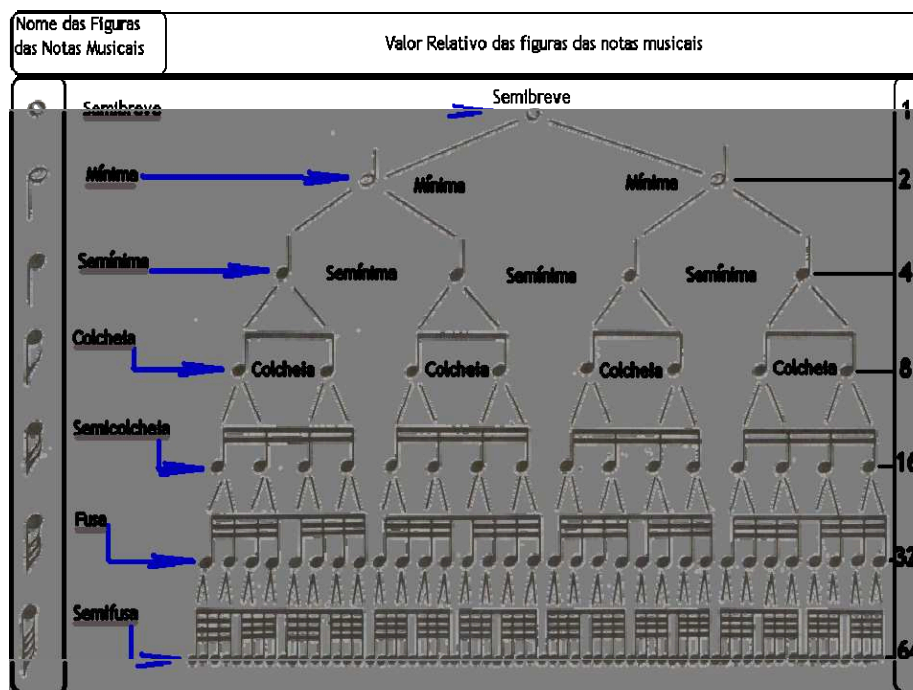 Nome das Figuras
das Notas Musicais
Valor Relativo das figuras das notas musicais
Semibreve
Semibreve
1
Mínima
Mínima
Mínima
2
Semínima
Semínima
Semínima
Semínima
4
Colcheia
Colcheia
Colcheia
Colcheia
Colcheia
8
Semicolcheia
16
Fusa
32
Semifusa
64